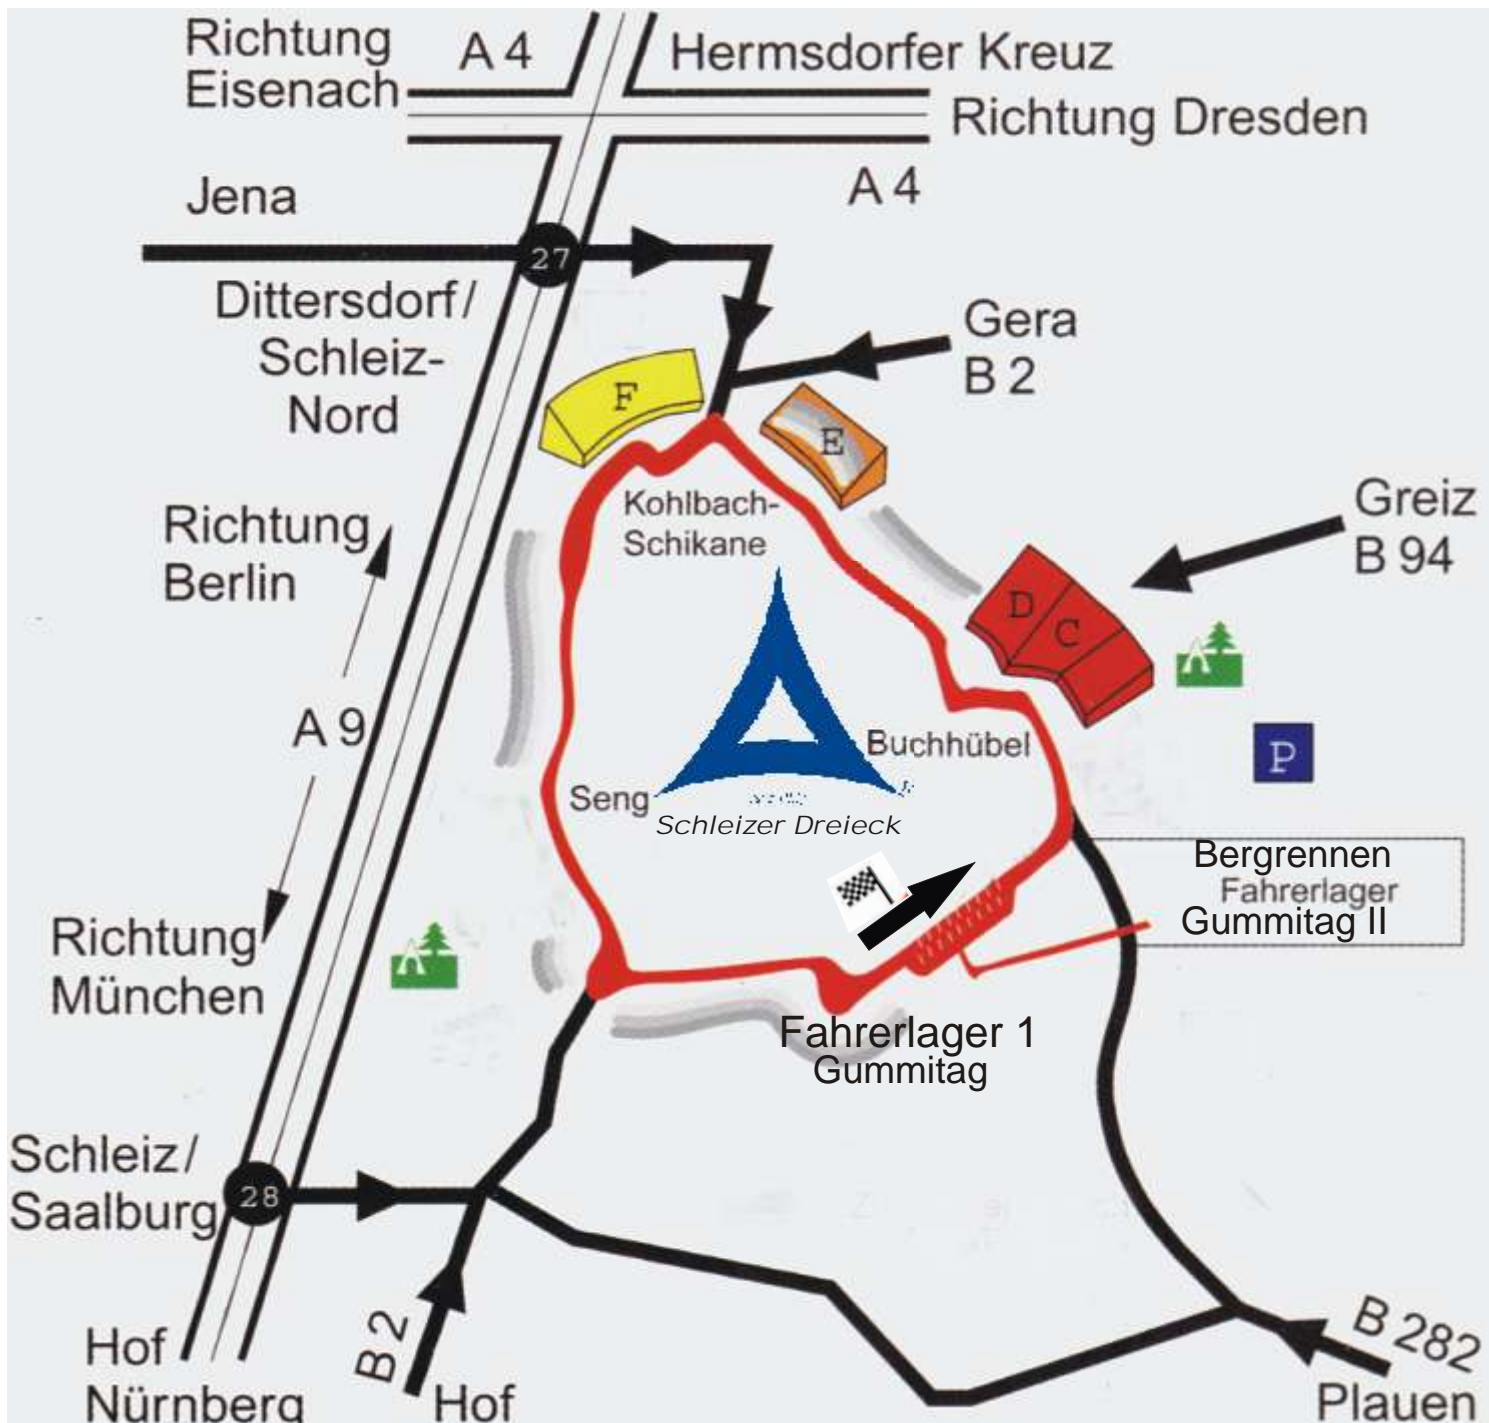 Richtung
Eisenach
A 4
Hermsdorfer Kreuz
Richtung Dresden
A 4
Jena
27
Dittersdorf/
Schleiz-
Nord
Gera
B 2
F
E
Kohlbach-
Schikane
Greiz
B 94
D
C
Richtung
Berlin
A 9
Buchhübel
P
Seng
Schleizer Dreieck
Bergrennen
Fahrerlager
Gummitag II
Richtung
München
Fahrerlager 1
Gummitag
Schleiz/
Saalburg
28
B 2
Hof
Nürnberg
Hof
B 282
Plauen